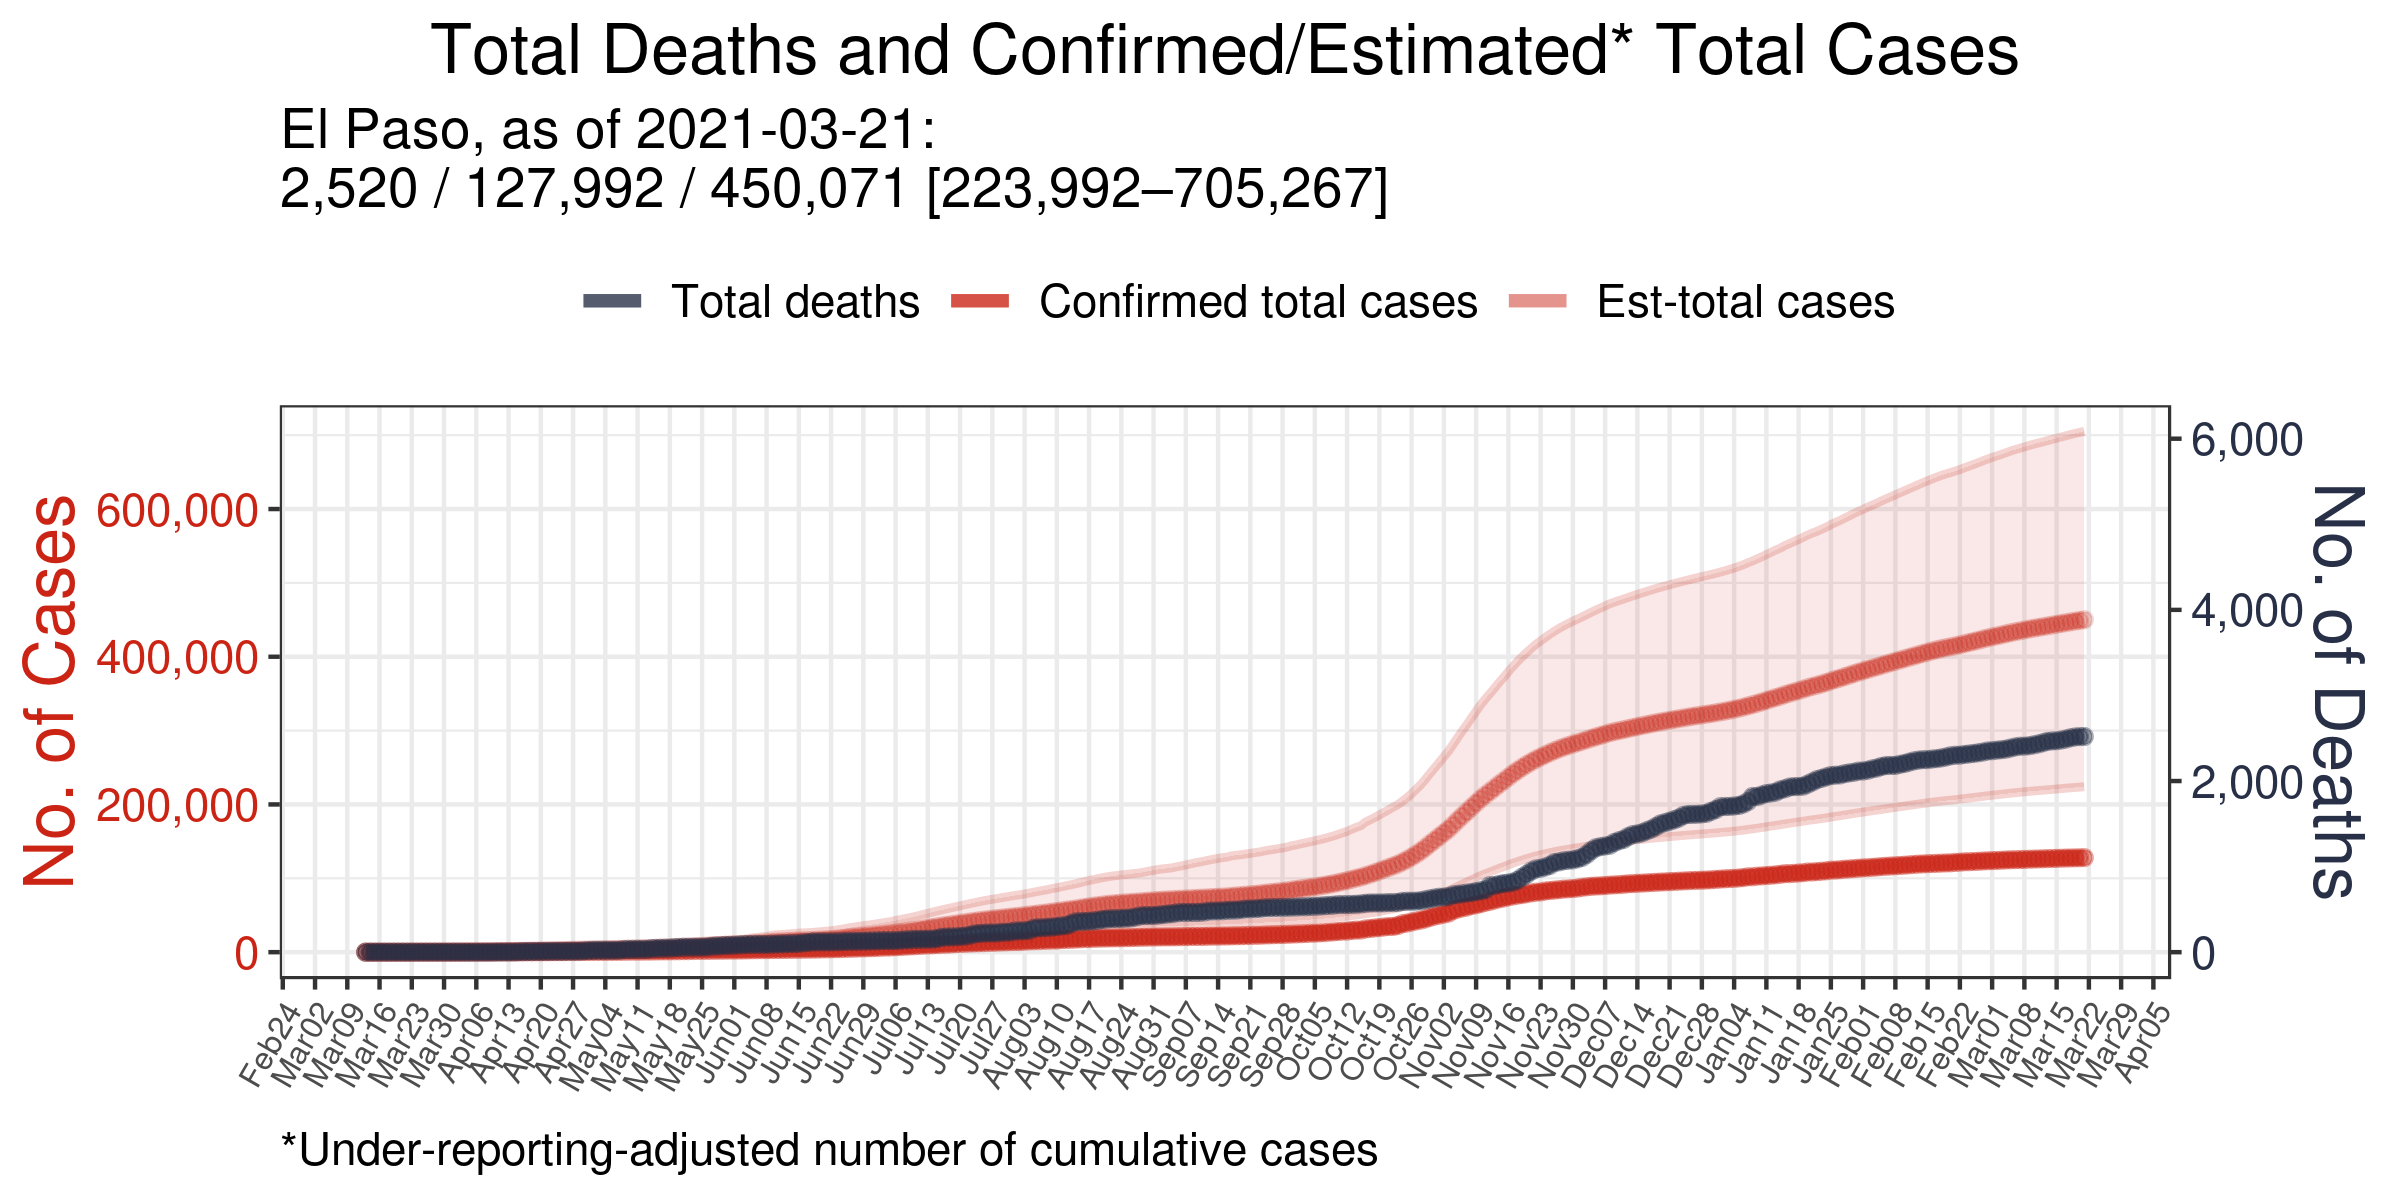 Total Deaths and Confirmed/Estimated* Total Cases
El Paso, as of 2021-03-21:
2,520 / 127,992 / 450,071 [223,992–705,267]
Total deaths
Confirmed total cases
Est-total cases
No. of Cases
600,000
400,000
200,000
0
6,000
4,000
2,000
0
No. of Deaths
Feb24
Mar02
Mar09
Mar16
Mar23
Mar30
Apr06
Apr13
Apr20
Apr27
May04
May11
May18
May25
Jun01
Jun08
Jun15
Jun22
Jun29
Jul06
Jul13
Jul20
Jul27
Aug03
Aug10
Aug17
Aug24
Aug31
Sep07
Sep14
Sep21
Sep28
Oct05
Oct12
Oct19
Oct26
Nov02
Nov09
Nov16
Nov23
Nov30
Dec07
Dec14
Dec21
Dec28
Jan04
Jan11
Jan18
Jan25
Feb01
Feb08
Feb15
Feb22
Mar01
Mar08
Mar15
Mar22
Mar29
Apr05
*Under-reporting-adjusted number of cumulative cases